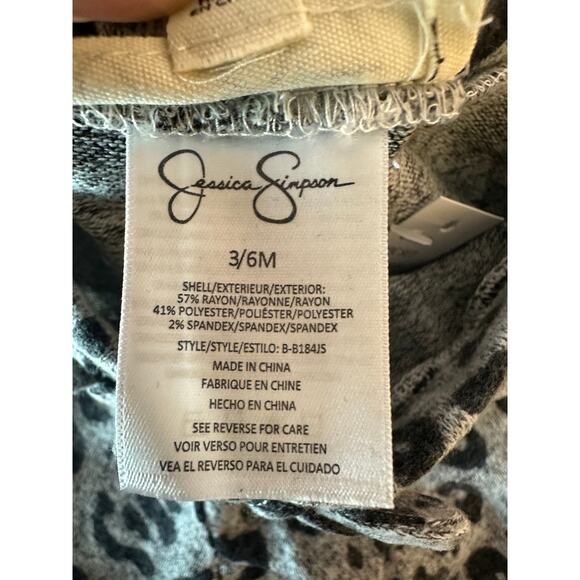 Jessica Simpson
3/6M
SHELL/EXTERIEUR/EXTERIOR:
57% RAYON/RAYONNE/RAYON
41% POLYESTER/POLIÉSTER/POLYESTER
2% SPANDEX/SPANDEX/SPANDEX
STYLE/STYLE/ESTILO: B-B184JS
MADE IN CHINA
FABRIQUE EN CHINE
HECHO EN CHINA
SEE REVERSE FOR CARE
VOIR VERSO POUR ENTRETIEN
VEA EL REVERSO PARA EL CUIDADO